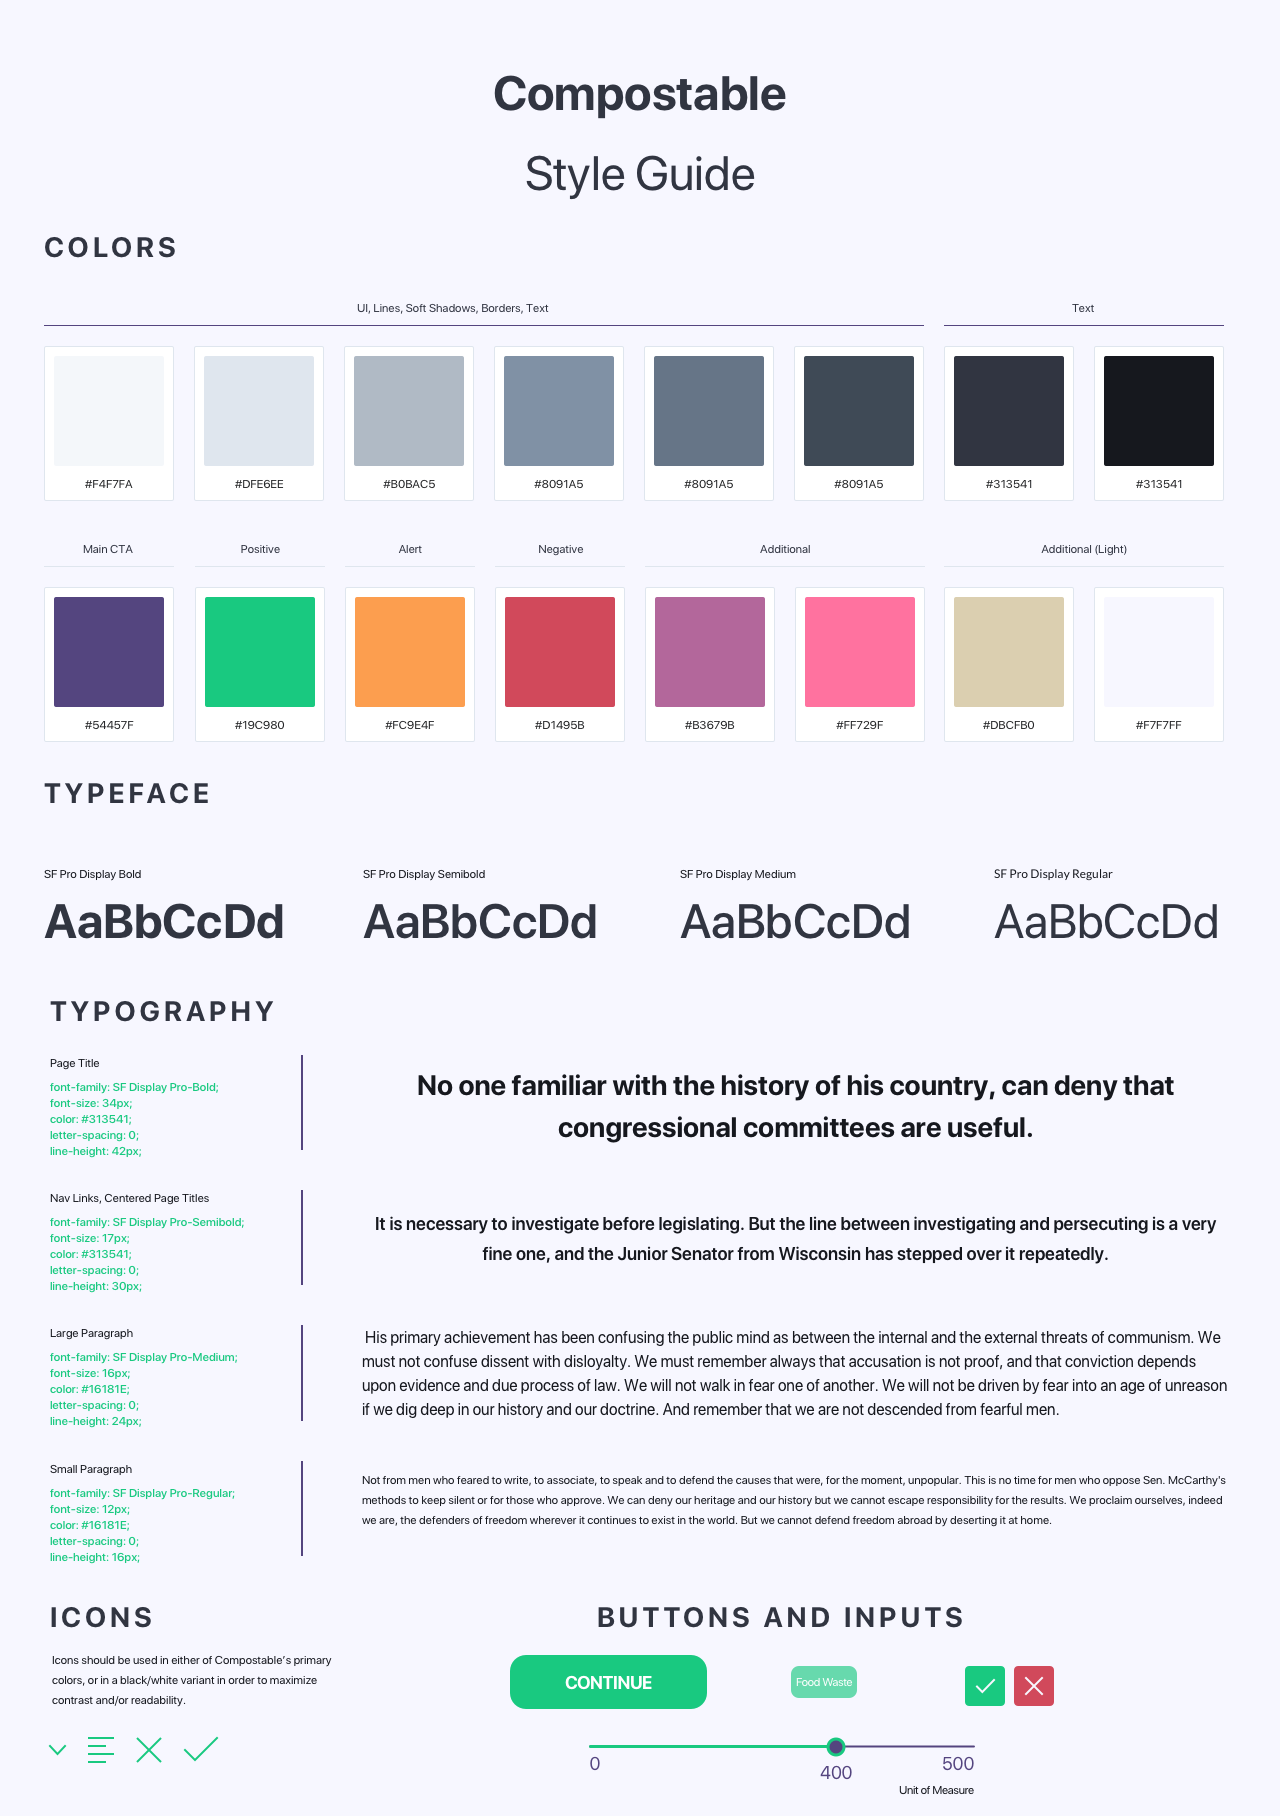 Compostable
Style Guide
COLORS
UI, Lines, Soft Shadows, Borders, Text
Text
#F4F7FA
#DFE6EE
#B0BAC5
#8091A5
#8091A5
#8091A5
#313541
#313541
Main CTA
Positive
Alert
Negative
Additional
Additional (Light)
#54457F
#19C980
#FC9E4F
#D1495B
#B3679B
#FF729F
#DBCFB0
#F7F7FF
TYPEFACE
SF Pro Display Bold
AaBbCcDd
SF Pro Display Semibold
AaBbCcDd
SF Pro Display Medium
AaBbCcDd
SF Pro Display Regular
AaBbCcDd
TYPOGRAPHY
Page Title
font-family: SF Display Pro-Bold;
font-size: 34px;
color: #313541;
letter-spacing: 0;
line-height: 42px;
No one familiar with the history of his country, can deny that
congressional committees are useful.
Nav Links, Centered Page Titles
font-family: SF Display Pro-Semibold;
font-size: 17px;
color: #313541;
letter-spacing: 0;
line-height: 30px;
It is necessary to investigate before legislating. But the line between investigating and persecuting is a very
fine one, and the Junior Senator from Wisconsin has stepped over it repeatedly.
Large Paragraph
font-family: SF Display Pro-Medium;
font-size: 16px;
color: #16181E;
letter-spacing: 0;
line-height: 24px;
His primary achievement has been confusing the public mind as between the internal and the external threats of communism. We
must not confuse dissent with disloyalty. We must remember always that accusation is not proof, and that conviction depends
upon evidence and due process of law. We will not walk in fear one of another. We will not be driven by fear into an age of unreason
if we dig deep in our history and our doctrine. And remember that we are not descended from fearful men.
Small Paragraph
font-family: SF Display Pro-Regular;
font-size: 12px;
color: #16181E;
letter-spacing: 0;
line-height: 16px;
Not from men who feared to write, to associate, to speak and to defend the causes that were, for the moment, unpopular. This is no time for men who oppose Sen. McCarthy's
methods to keep silent or for those who approve. We can deny our heritage and our history but we cannot escape responsibility for the results. We proclaim ourselves, indeed
we are, the defenders of freedom wherever it continues to exist in the world. But we cannot defend freedom abroad by deserting it at home.
ICONS
Icons should be used in either of Compostable's primary
colors, or in a black/white variant in order to maximize
contrast and/or readability.
BUTTONS AND INPUTS
CONTINUE
Food Waste
0
400
500
Unit of Measure